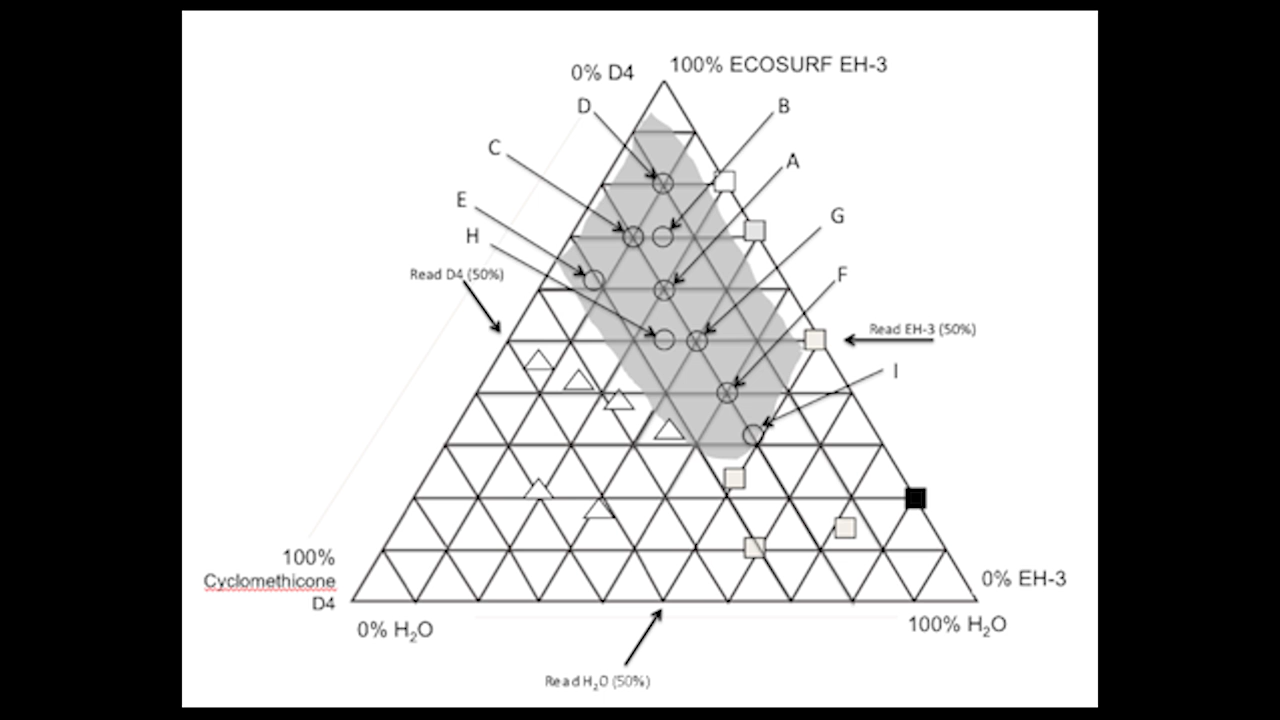 0% D4
100% ECOSURF EH-3
D
B
C
A
E
G
H
F
Read D4 (50%)
Read EH-3 (50%)
I
100%
Cyclomethicone
D4
0% EH-3
0% H₂O
100% H₂O
Read H₂O (50%)